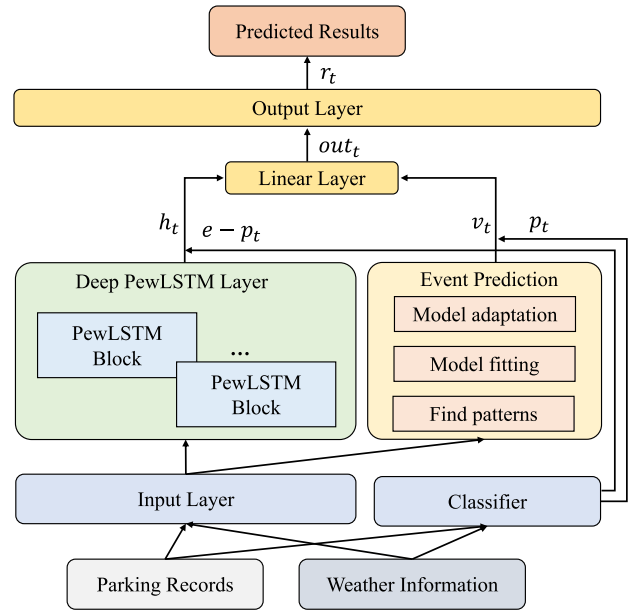 Predicted Results
r_t
Output Layer
out_t
Linear Layer
h_t
e − p_t
v_t
p_t
Deep PewLSTM Layer
PewLSTM
Block
...
PewLSTM
Block
Event Prediction
Model adaptation
Model fitting
Find patterns
Input Layer
Classifier
Parking Records
Weather Information